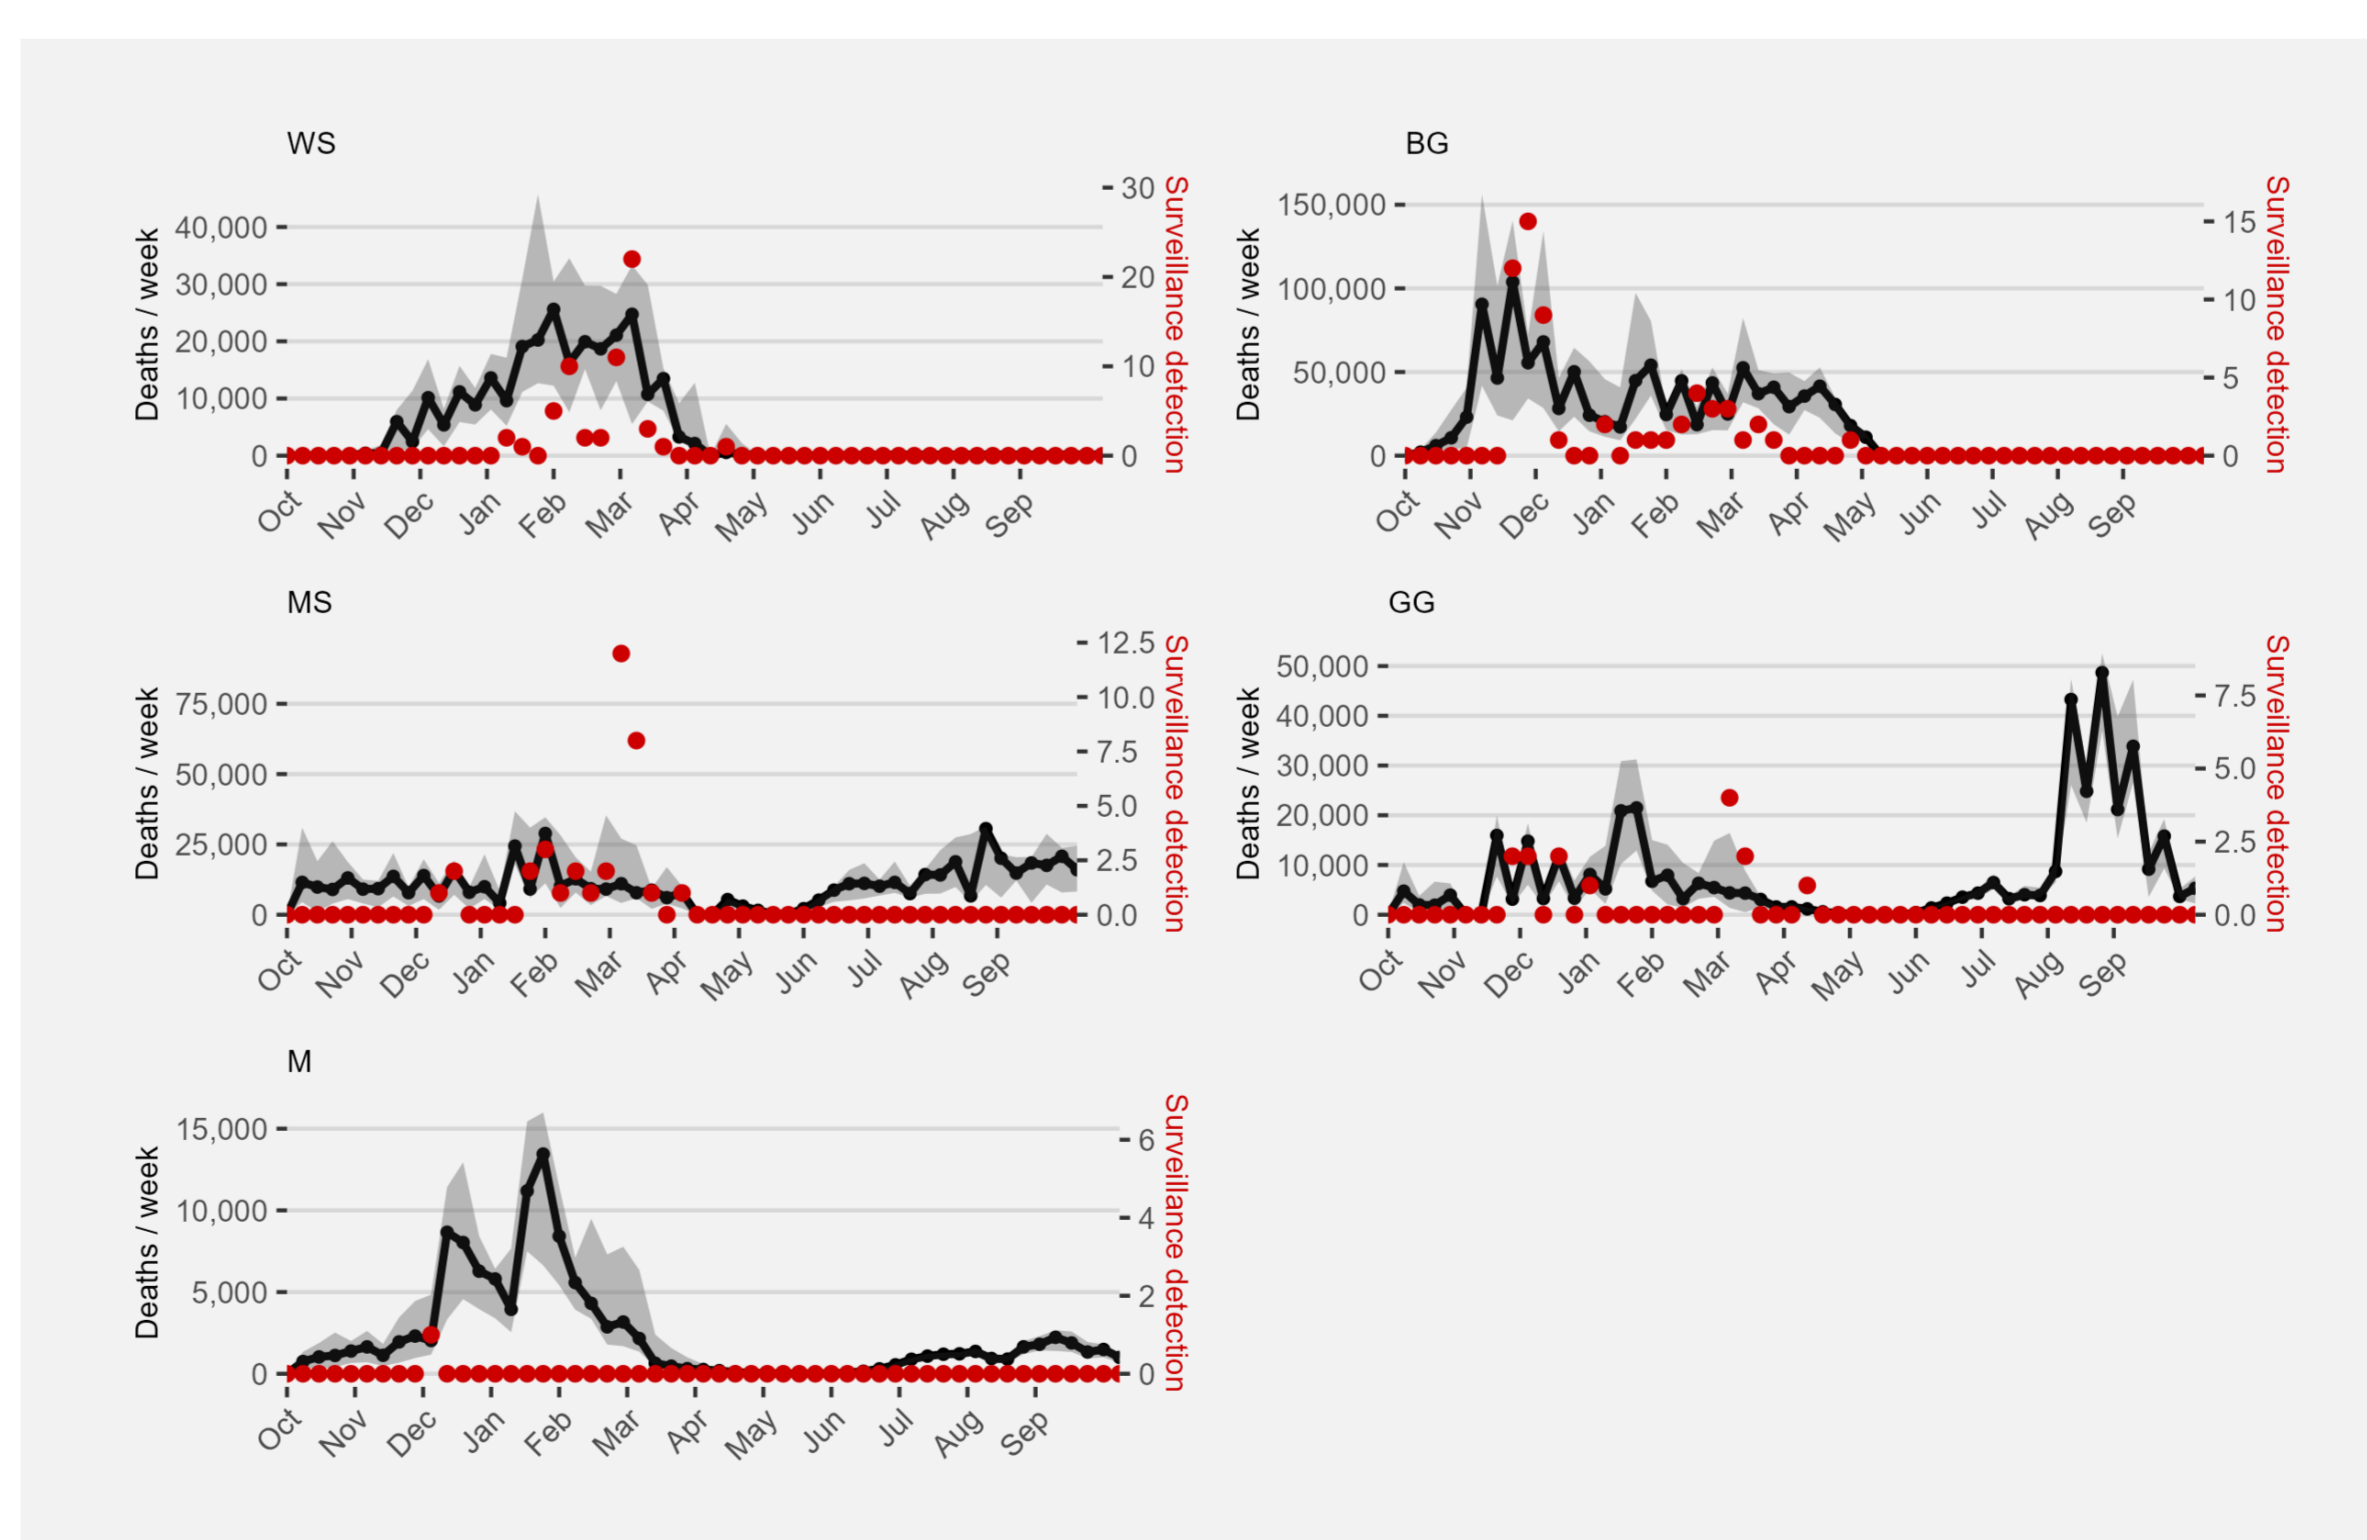 WS
Deaths / week
40,000
30,000
20,000
10,000
0
30
20
10
0
Surveillance detection
Oct Nov Dec Jan Feb Mar Apr May Jun Jul Aug Sep
BG
Deaths / week
150,000
100,000
50,000
0
15
10
5
0
Surveillance detection
Oct Nov Dec Jan Feb Mar Apr May Jun Jul Aug Sep
MS
Deaths / week
75,000
50,000
25,000
0
12.5
10.0
7.5
5.0
2.5
0.0
Surveillance detection
Oct Nov Dec Jan Feb Mar Apr May Jun Jul Aug Sep
GG
Deaths / week
50,000
40,000
30,000
20,000
10,000
0
7.5
5.0
2.5
0.0
Surveillance detection
Oct Nov Dec Jan Feb Mar Apr May Jun Jul Aug Sep
M
Deaths / week
15,000
10,000
5,000
0
6
4
2
0
Surveillance detection
Oct Nov Dec Jan Feb Mar Apr May Jun Jul Aug Sep